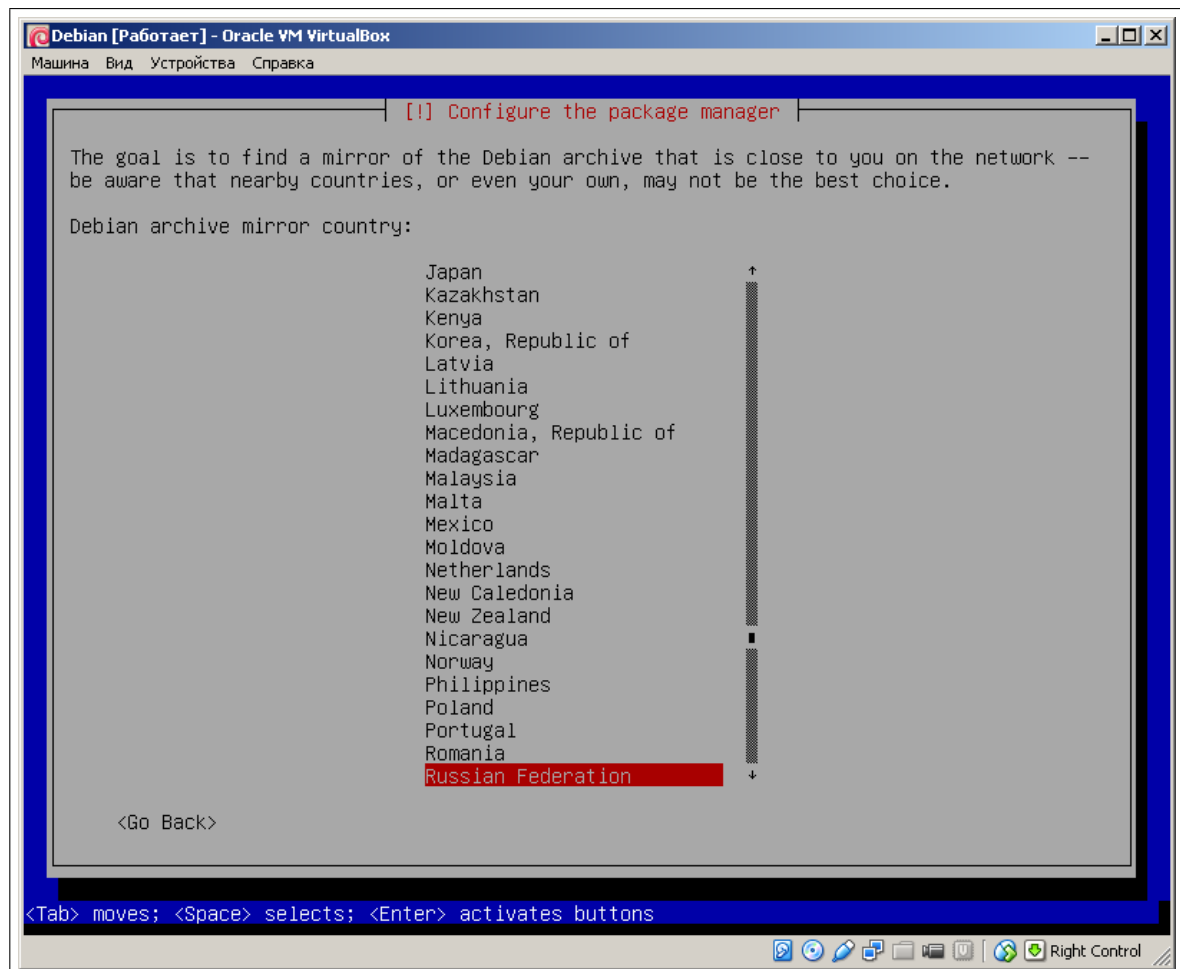 Debian [Работает] - Oracle VM VirtualBox
Машина Вид Устройства Справка
[!] Configure the package manager
The goal is to find a mirror of the Debian archive that is close to you on the network --
be aware that nearby countries, or even your own, may not be the best choice.
Debian archive mirror country:
Japan
Kazakhstan
Kenya
Korea, Republic of
Latvia
Lithuania
Luxembourg
Macedonia, Republic of
Madagascar
Malaysia
Malta
Mexico
Moldova
Netherlands
New Caledonia
New Zealand
Nicaragua
Norway
Philippines
Poland
Portugal
Romania
Russian Federation
<Go Back>
<Tab> moves; <Space> selects; <Enter> activates buttons
Right Control